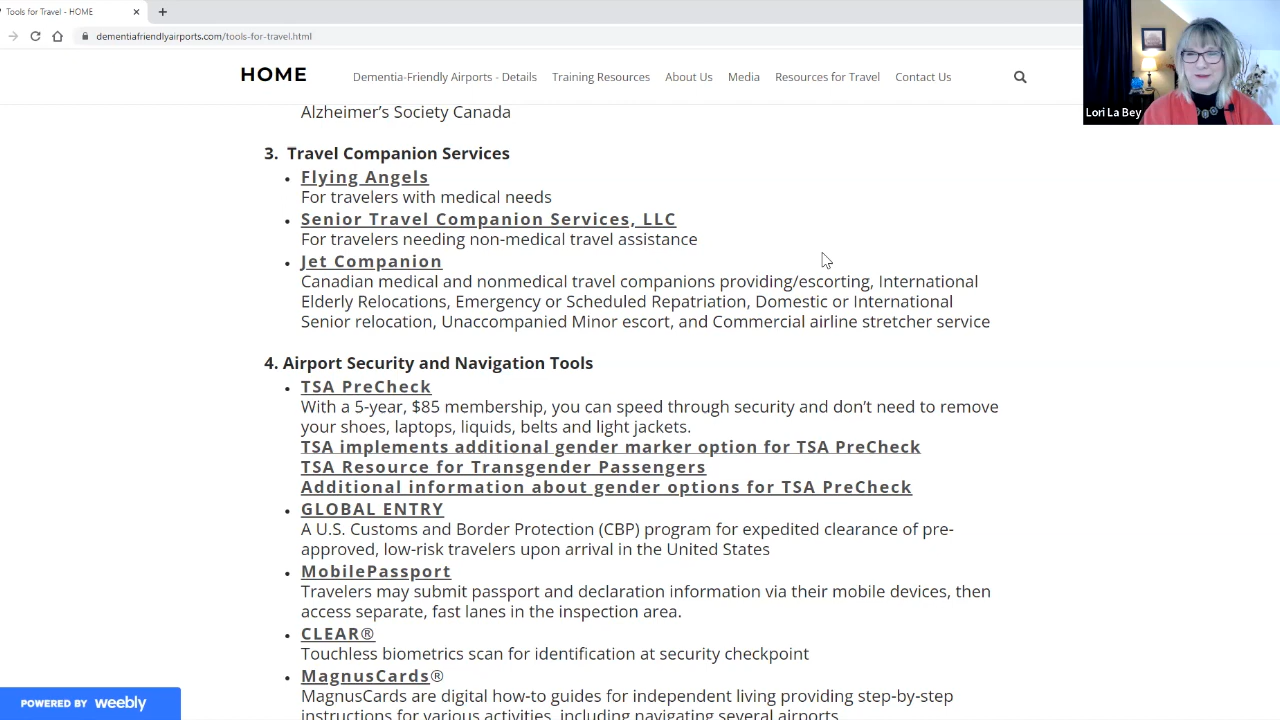 Tools for Travel - HOME
dementiafriendlyairports.com/tools-for-travel.html
HOME
Dementia-Friendly Airports - Details
Training Resources
About Us
Media
Resources for Travel
Contact Us
Lori La Bey
Alzheimer's Society Canada
3. Travel Companion Services
• Flying Angels
For travelers with medical needs
• Senior Travel Companion Services, LLC
For travelers needing non-medical travel assistance
• Jet Companion
Canadian medical and nonmedical travel companions providing/escorting, International
Elderly Relocations, Emergency or Scheduled Repatriation, Domestic or International
Senior relocation, Unaccompanied Minor escort, and Commercial airline stretcher service
4. Airport Security and Navigation Tools
• TSA PreCheck
With a 5-year, $85 membership, you can speed through security and don't need to remove
your shoes, laptops, liquids, belts and light jackets.
TSA implements additional gender marker option for TSA PreCheck
TSA Resource for Transgender Passengers
Additional information about gender options for TSA PreCheck
• GLOBAL ENTRY
A U.S. Customs and Border Protection (CBP) program for expedited clearance of pre-
approved, low-risk travelers upon arrival in the United States
• MobilePassport
Travelers may submit passport and declaration information via their mobile devices, then
access separate, fast lanes in the inspection area.
• CLEAR®
Touchless biometrics scan for identification at security checkpoint
• MagnusCards®
MagnusCards are digital how-to guides for independent living providing step-by-step
instructions for various activities, including navigating several airports.
POWERED BY weebly